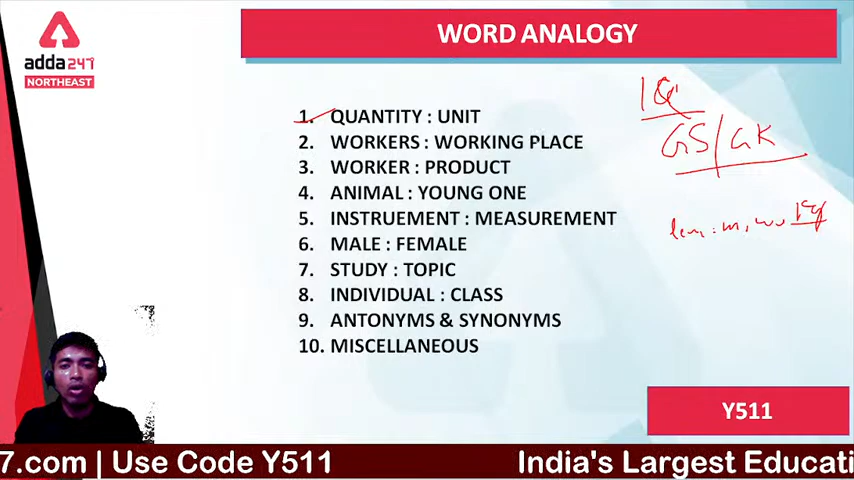 WORD ANALOGY
adda247
NORTHEAST
1. QUANTITY : UNIT
2. WORKERS : WORKING PLACE
3. WORKER : PRODUCT
4. ANIMAL : YOUNG ONE
5. INSTRUEMENT : MEASUREMENT
6. MALE : FEMALE
7. STUDY : TOPIC
8. INDIVIDUAL : CLASS
9. ANTONYMS & SYNONYMS
10. MISCELLANEOUS
GS/GK
Y511
7.com | Use Code Y511
India's Largest Educati